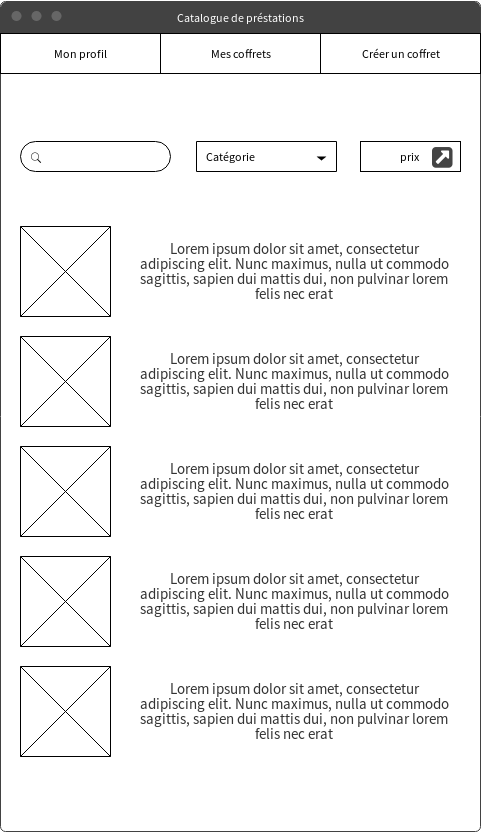 Catalogue de préstations
Mon profil
Mes coffrets
Créer un coffret
Catégorie
prix
Lorem ipsum dolor sit amet, consectetur
adipiscing elit. Nunc maximus, nulla ut commodo
sagittis, sapien dui mattis dui, non pulvinar lorem
felis nec erat
Lorem ipsum dolor sit amet, consectetur
adipiscing elit. Nunc maximus, nulla ut commodo
sagittis, sapien dui mattis dui, non pulvinar lorem
felis nec erat
Lorem ipsum dolor sit amet, consectetur
adipiscing elit. Nunc maximus, nulla ut commodo
sagittis, sapien dui mattis dui, non pulvinar lorem
felis nec erat
Lorem ipsum dolor sit amet, consectetur
adipiscing elit. Nunc maximus, nulla ut commodo
sagittis, sapien dui mattis dui, non pulvinar lorem
felis nec erat
Lorem ipsum dolor sit amet, consectetur
adipiscing elit. Nunc maximus, nulla ut commodo
sagittis, sapien dui mattis dui, non pulvinar lorem
felis nec erat